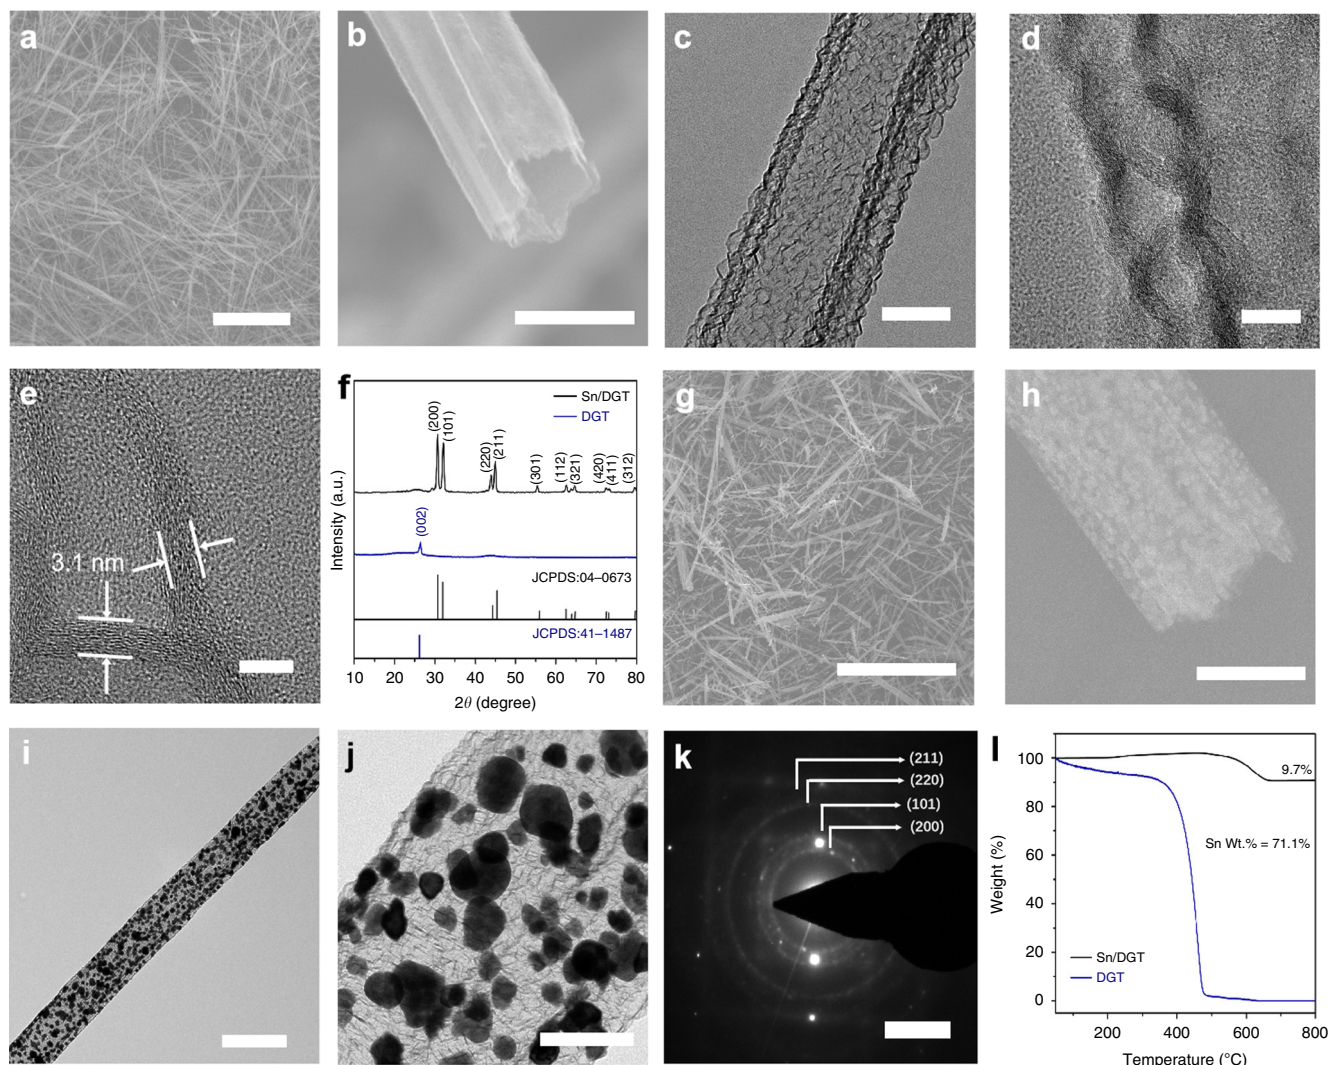 a
b
c
d
e
3.1 nm
f
Intensity (a.u.)
Sn/DGT
DGT
(200)
(101)
(220)
(211)
(301)
(112)
(321)
(420)
(411)
(312)
(002)
JCPDS:04–0673
JCPDS:41–1487
10 20 30 40 50 60 70 80
2θ (degree)
g
h
i
j
k
(211)
(220)
(101)
(200)
l
Weight (%)
100
80
60
40
20
0
9.7%
Sn Wt.% = 71.1%
Sn/DGT
DGT
200 400 600 800
Temperature (°C)